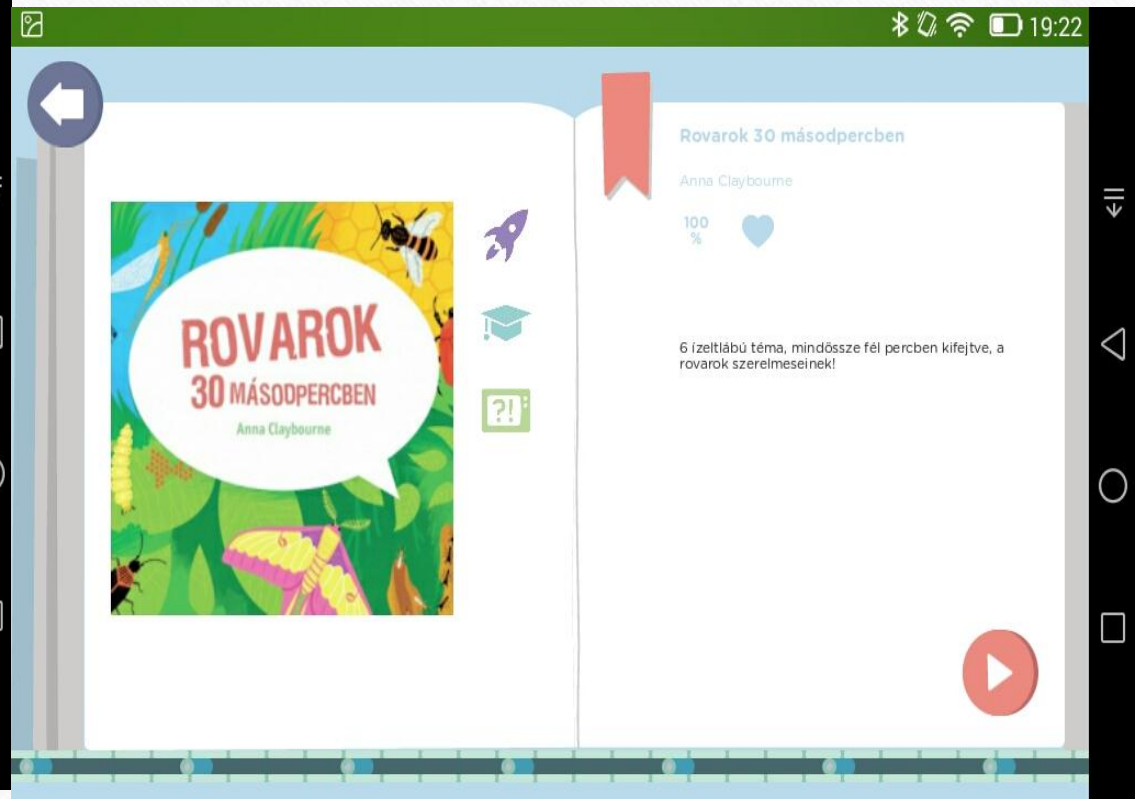 19:22
ROVAROK
30 MÁSODPERCBEN
Anna Claybourne
?!
Rovarok 30 másodpercben
Anna Claybourne
100
%
6 ízeltlábú téma, mindössze fél percben kifejtve, a
rovarok szerelmeseinek!